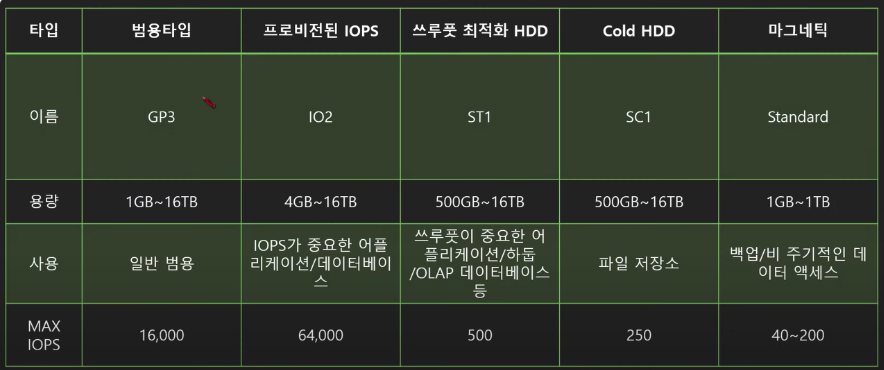 타입 범용타입 프로비전된 IOPS 쓰루풋 최적화 HDD Cold HDD 마그네틱
이름 GP3 IO2 ST1 SC1 Standard
용량 1GB~16TB 4GB~16TB 500GB~16TB 500GB~16TB 1GB~1TB
사용
일반 범용
IOPS가 중요한 어플
리케이션/데이터베이
스
쓰루풋이 중요한 어
플리케이션/하둡
/OLAP 데이터베이스
등
파일 저장소
백업/비 주기적인 데
이터 액세스
MAX
IOPS
16,000 64,000 500 250 40~200